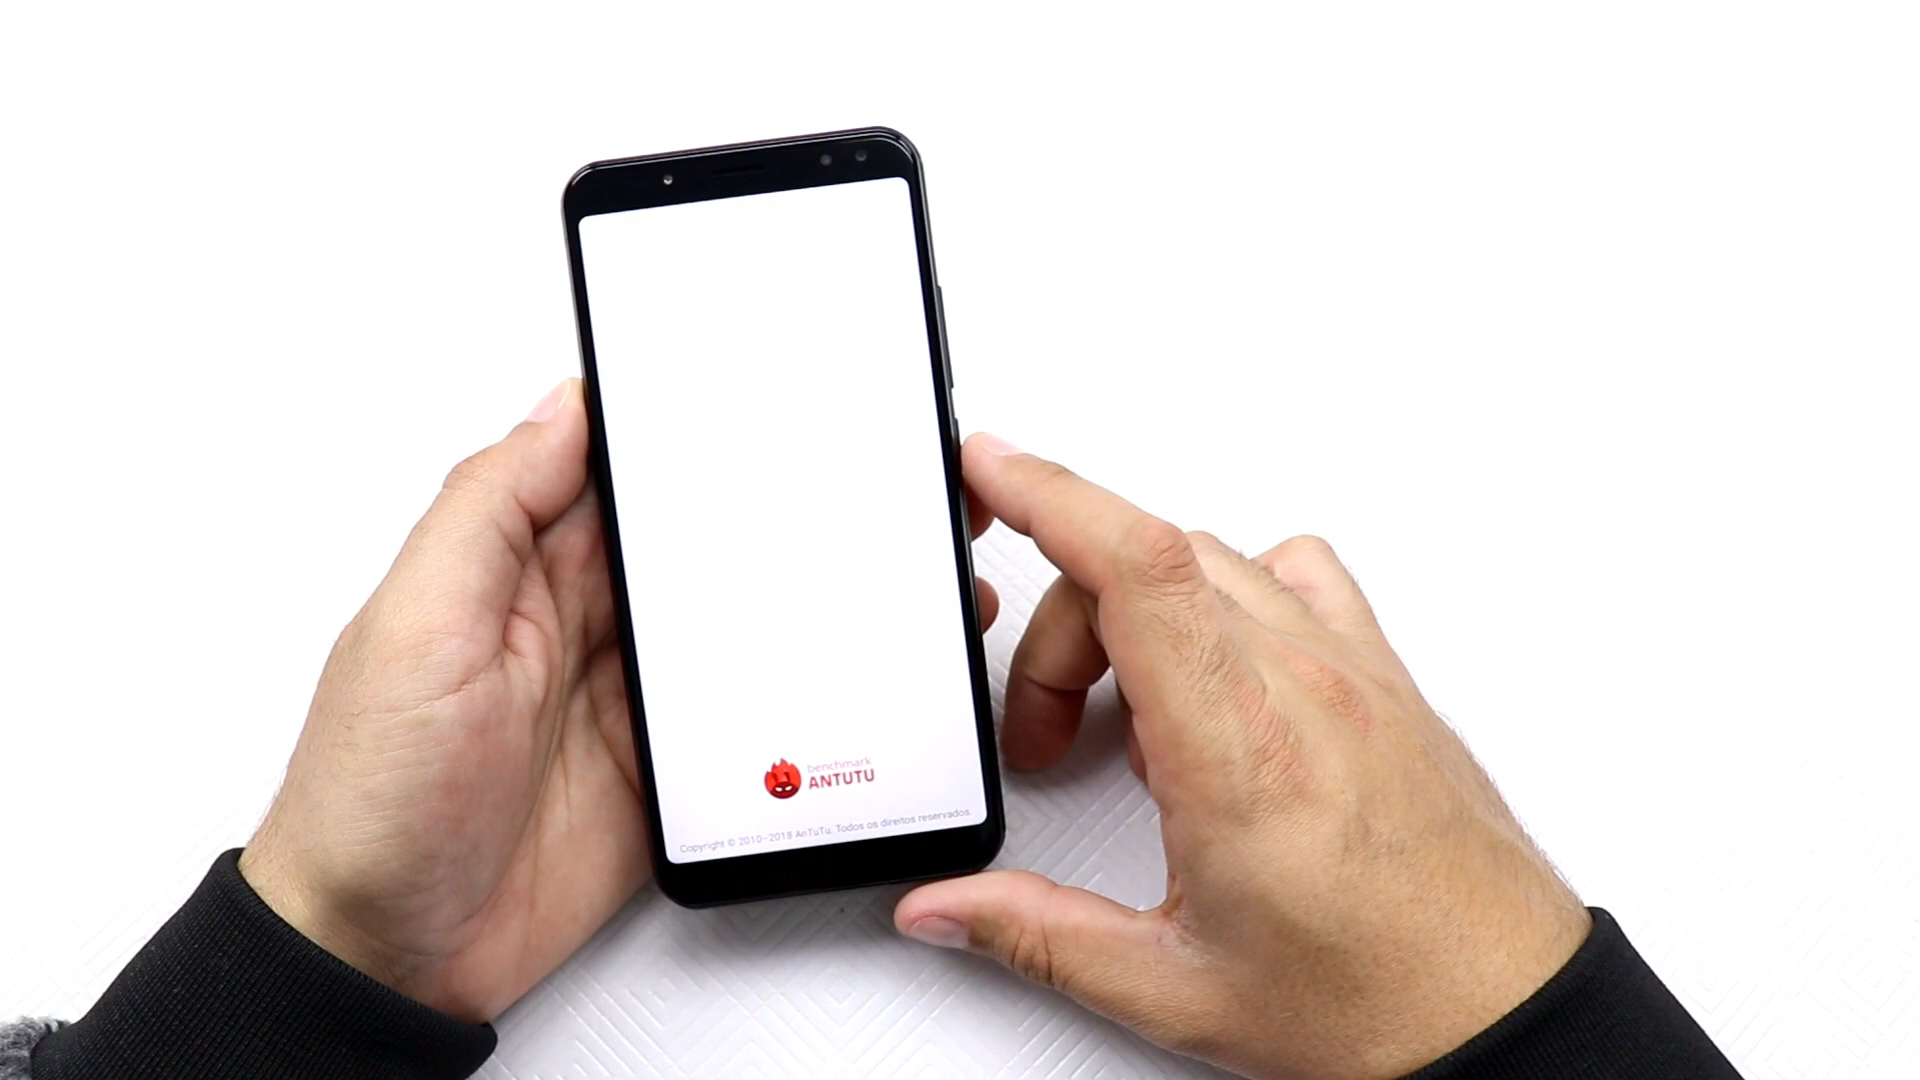 benchmark
ANTUTU
Copyright © 2010-2018 AnTuTu. Todos os direitos reservados.